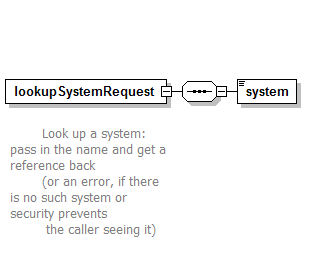 lookupSystemRequest
system
Look up a system:
pass in the name and get a
reference back
(or an error, if there
is no such system or
security prevents
the caller seeing it)